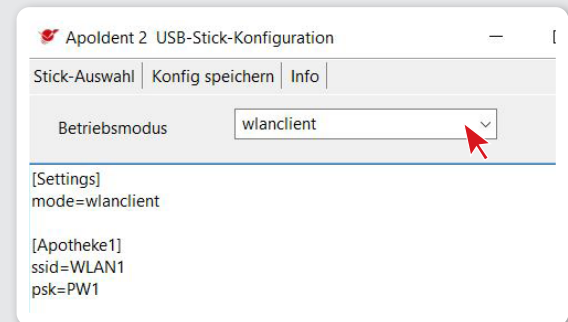 ApoIdent 2 USB-Stick-Konfiguration
Stick-Auswahl Konfig speichern Info
Betriebsmodus wlanclient
[Settings]
mode=wlanclient
[Apotheke1]
ssid=WLAN1
psk=PW1